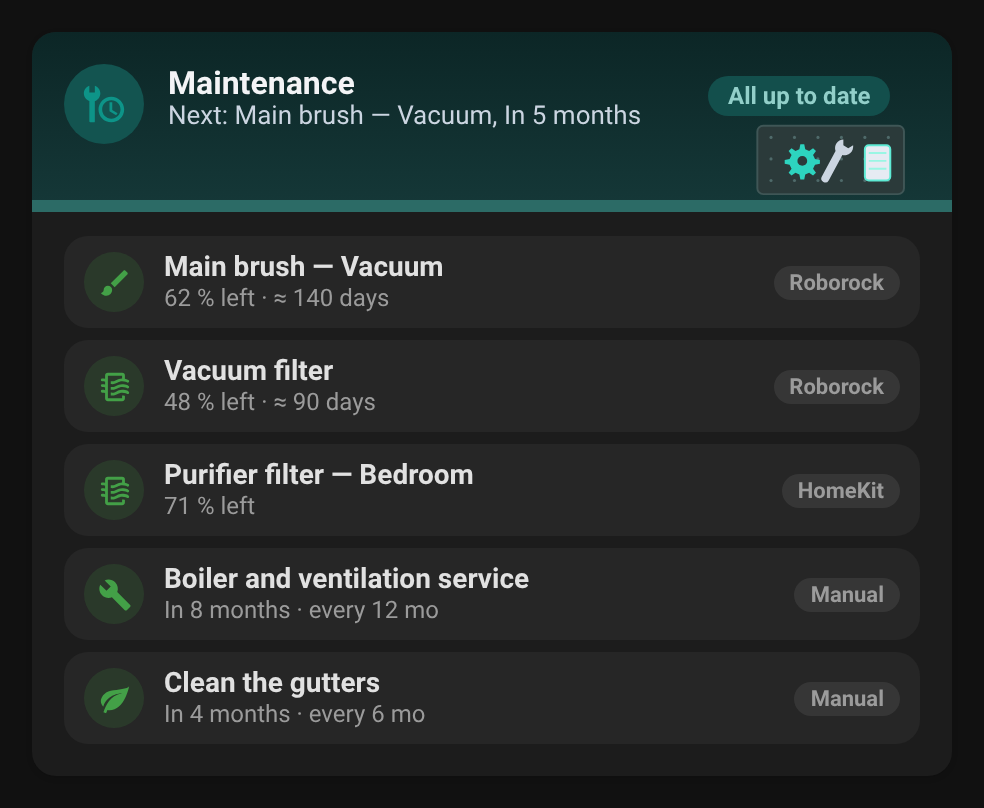 Maintenance
Next: Main brush — Vacuum, In 5 months
All up to date
Main brush — Vacuum
62 % left · ≈ 140 days
Roborock
Vacuum filter
48 % left · ≈ 90 days
Roborock
Purifier filter — Bedroom
71 % left
HomeKit
Boiler and ventilation service
In 8 months · every 12 mo
Manual
Clean the gutters
In 4 months · every 6 mo
Manual